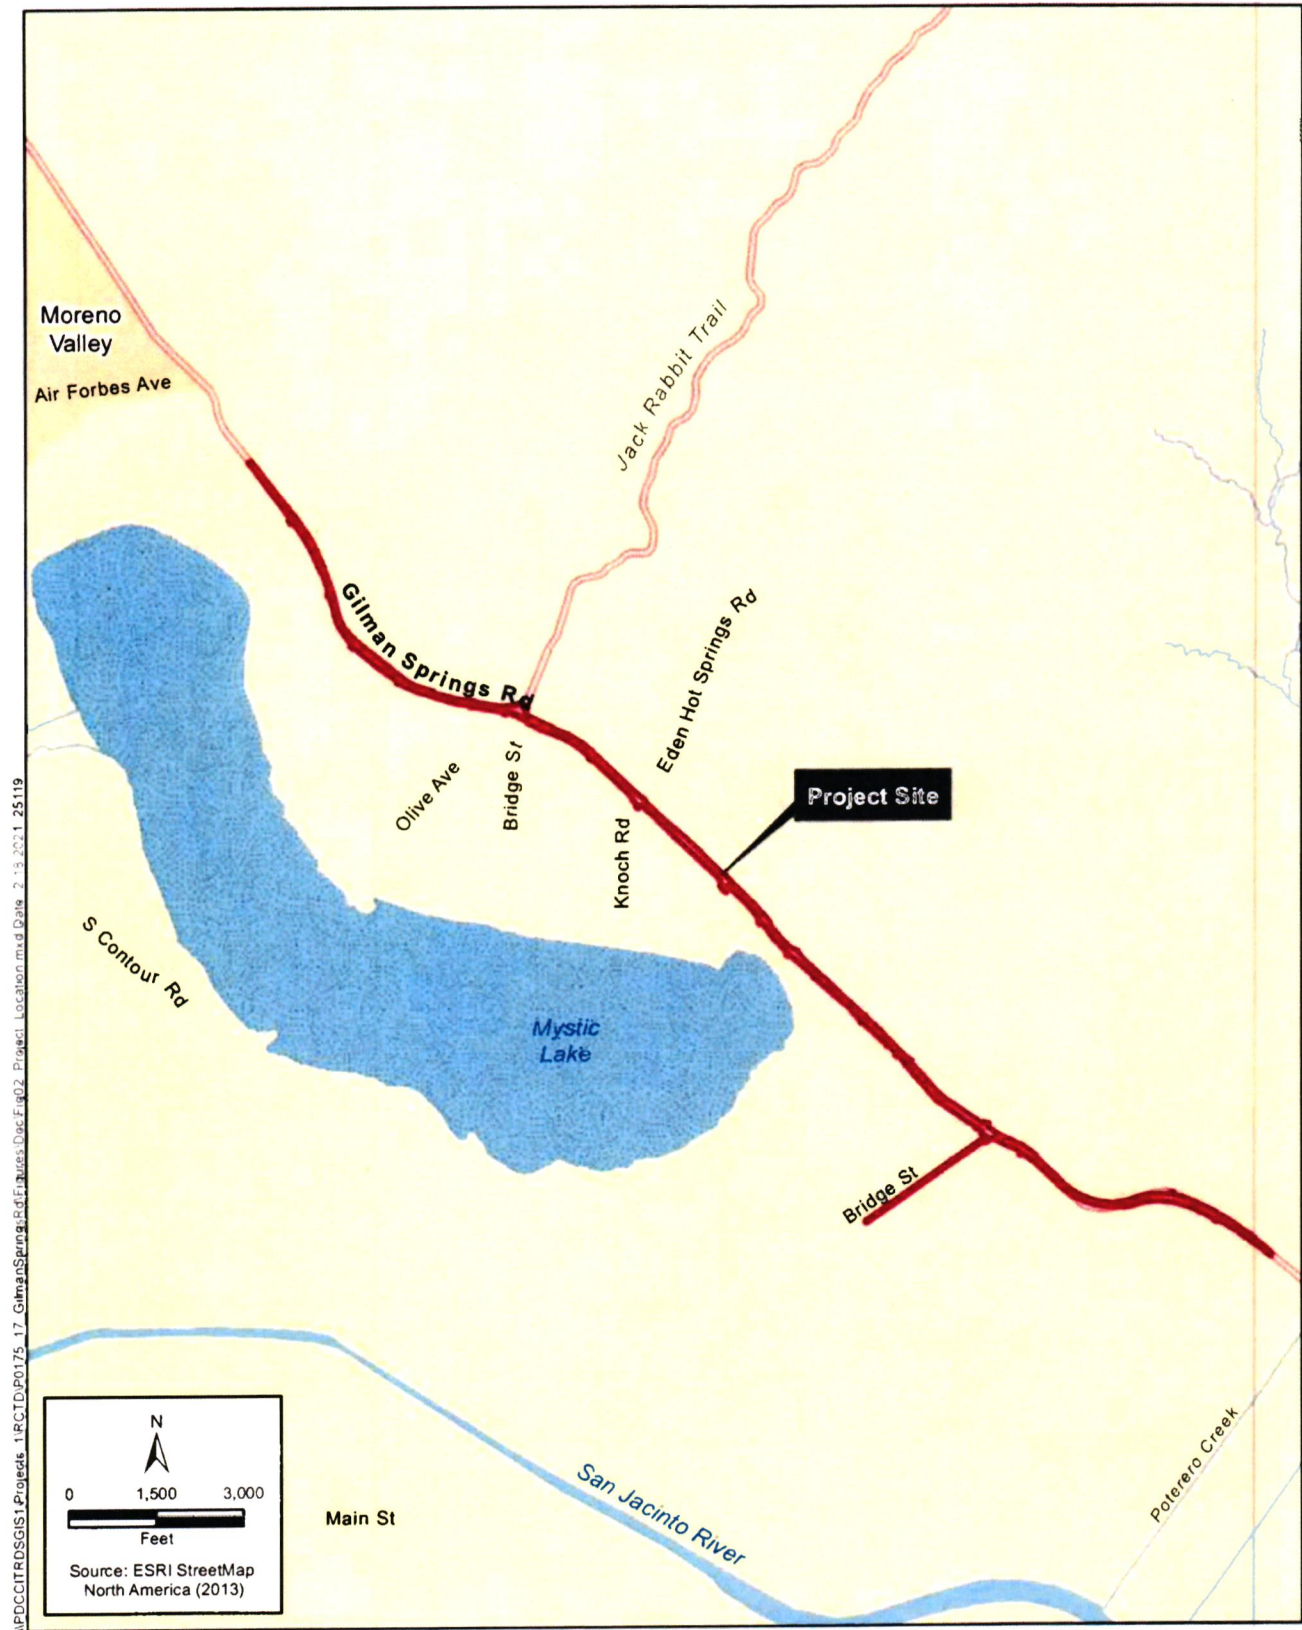 Moreno
Valley
Air Forbes Ave
Jack Rabbit Trail
Gilman Springs Rd
Eden Hot Springs Rd
Olive Ave
Bridge St
Knoch Rd
Project Site
S Contour Rd
Mystic
Lake
Bridge St
San Jacinto River
Poterero Creek
Main St
N
0 1,500 3,000
Feet
Source: ESRI StreetMap
North America (2013)
25119